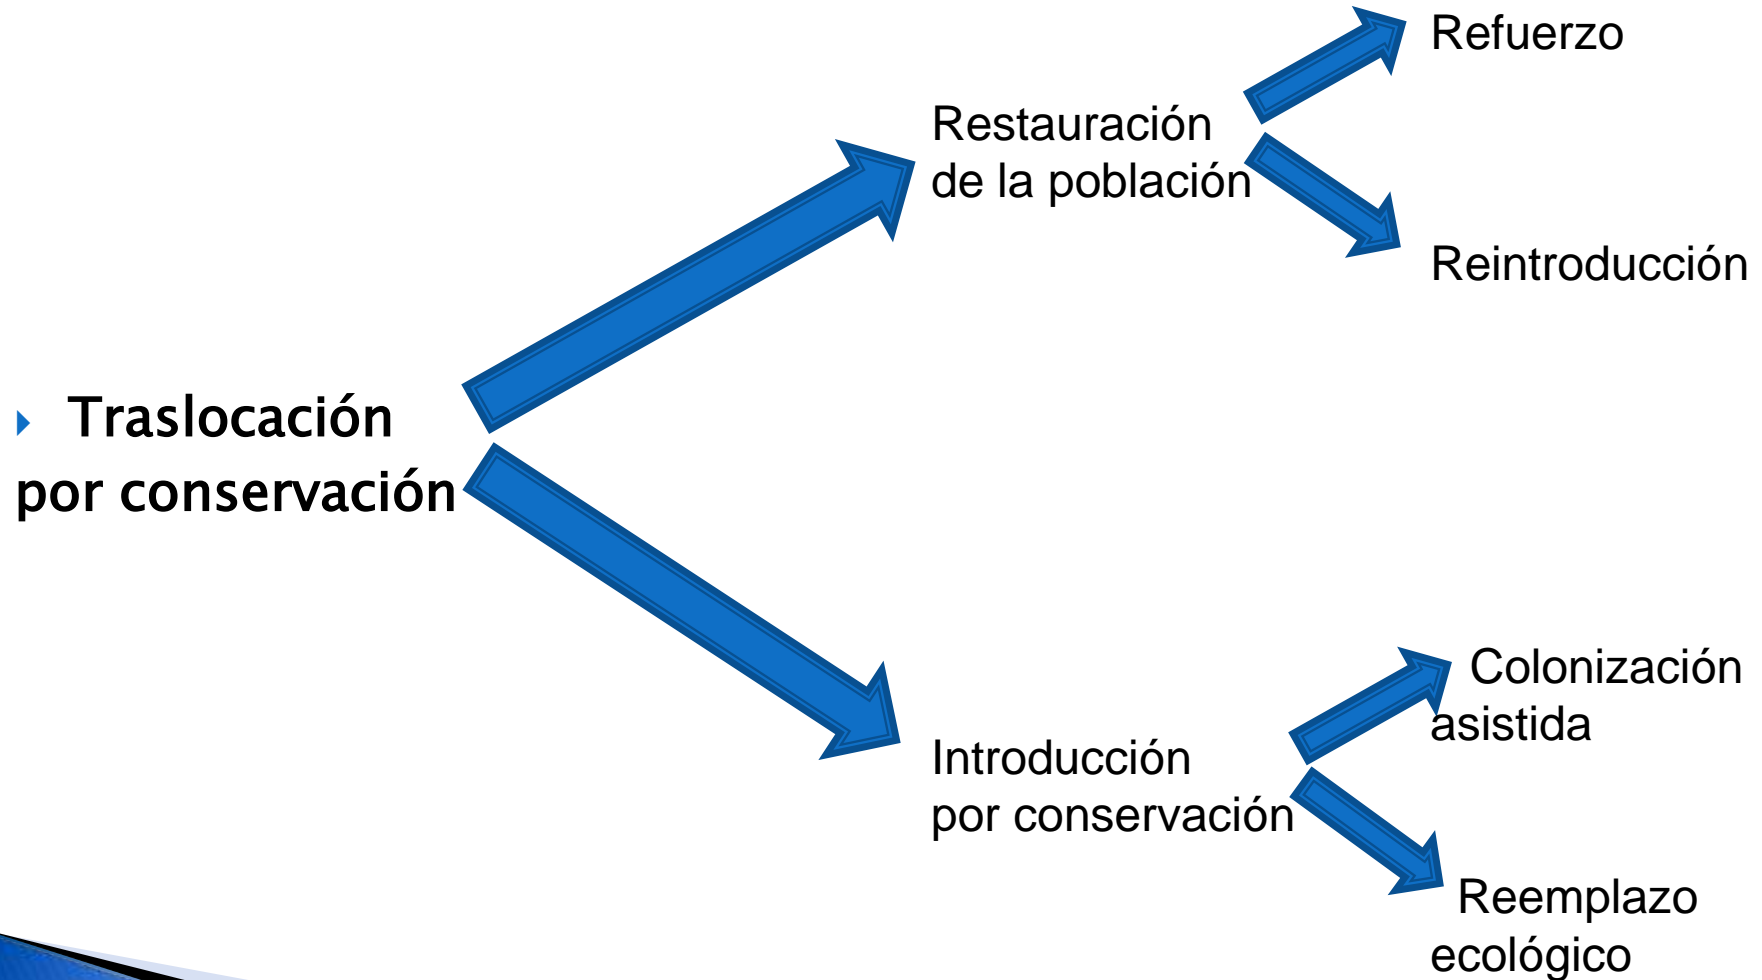 Refuerzo
Restauración
de la población
Reintroducción
Traslocación
por conservación
Colonización
asistida
Introducción
por conservación
Reemplazo
ecológico